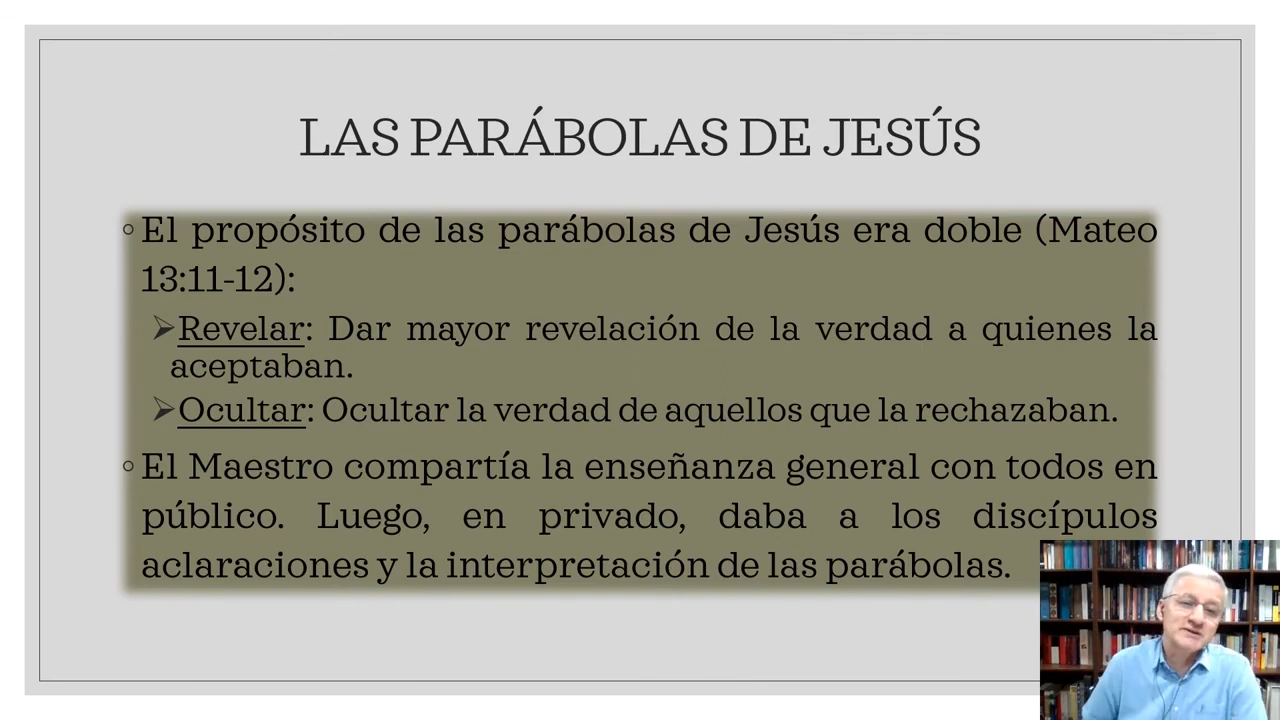 LAS PARÁBOLAS DE JESÚS
◦El propósito de las parábolas de Jesús era doble (Mateo
13:11-12):
➢Revelar: Dar mayor revelación de la verdad a quienes la
aceptaban.
➢Ocultar: Ocultar la verdad de aquellos que la rechazaban.
◦El Maestro compartía la enseñanza general con todos en
público. Luego, en privado, daba a los discípulos
aclaraciones y la interpretación de las parábolas.